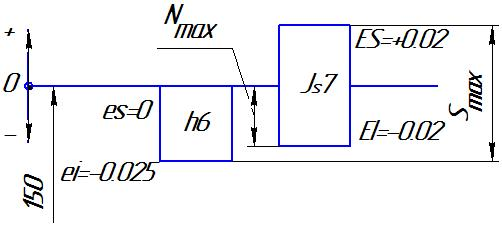 N max
+
0
–
es=0
h6
ei=–0.025
150
Js7
ES=+0.02
EI=–0.02
S max